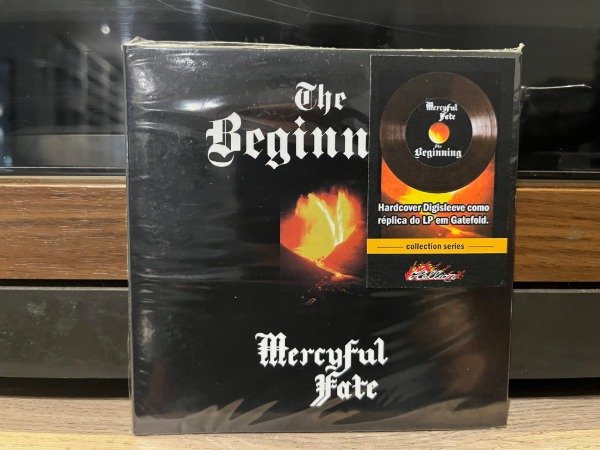 The
Beginn
Mercyful
Fate
Mercyful
Fate
The
Beginning
Hardcover Digisleeve como
réplica do LP em Gatefold.
collection series